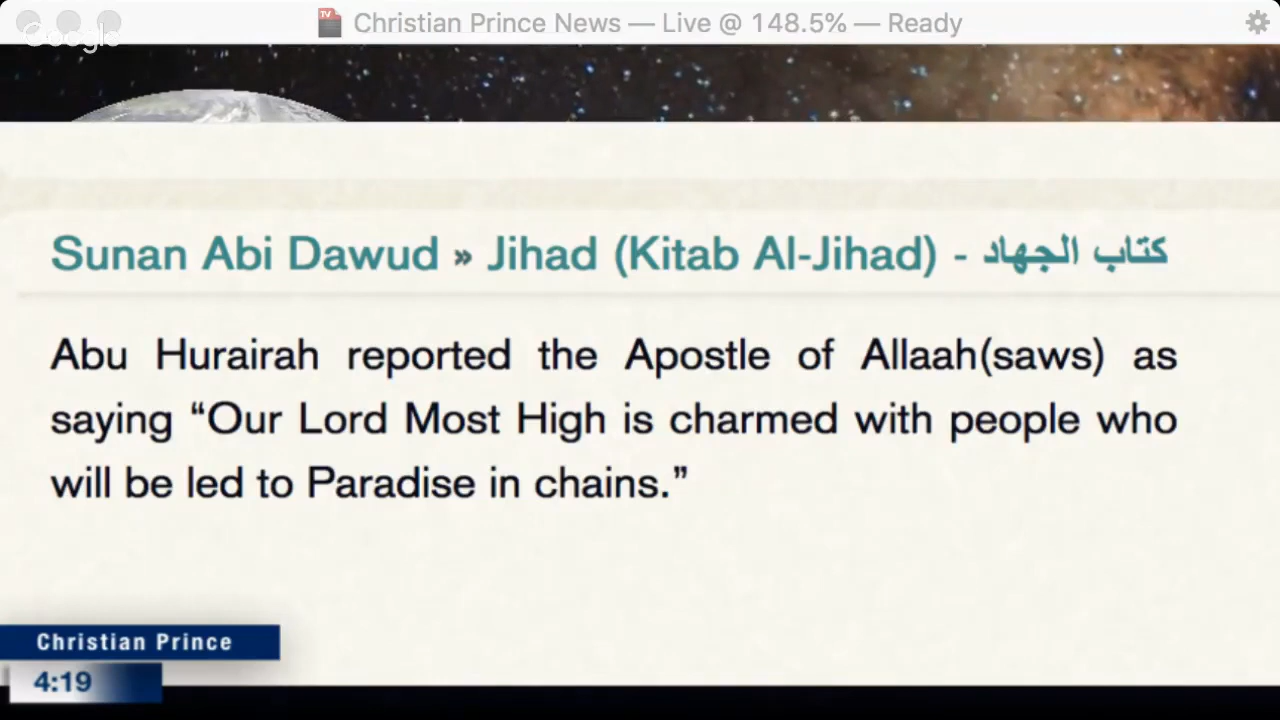 Christian Prince News — Live @ 148.5% — Ready
Google
Sunan Abi Dawud » Jihad (Kitab Al-Jihad) - كتاب الجهاد
Abu Hurairah reported the Apostle of Allaah(saws) as
saying “Our Lord Most High is charmed with people who
will be led to Paradise in chains.”
Christian Prince
4:19